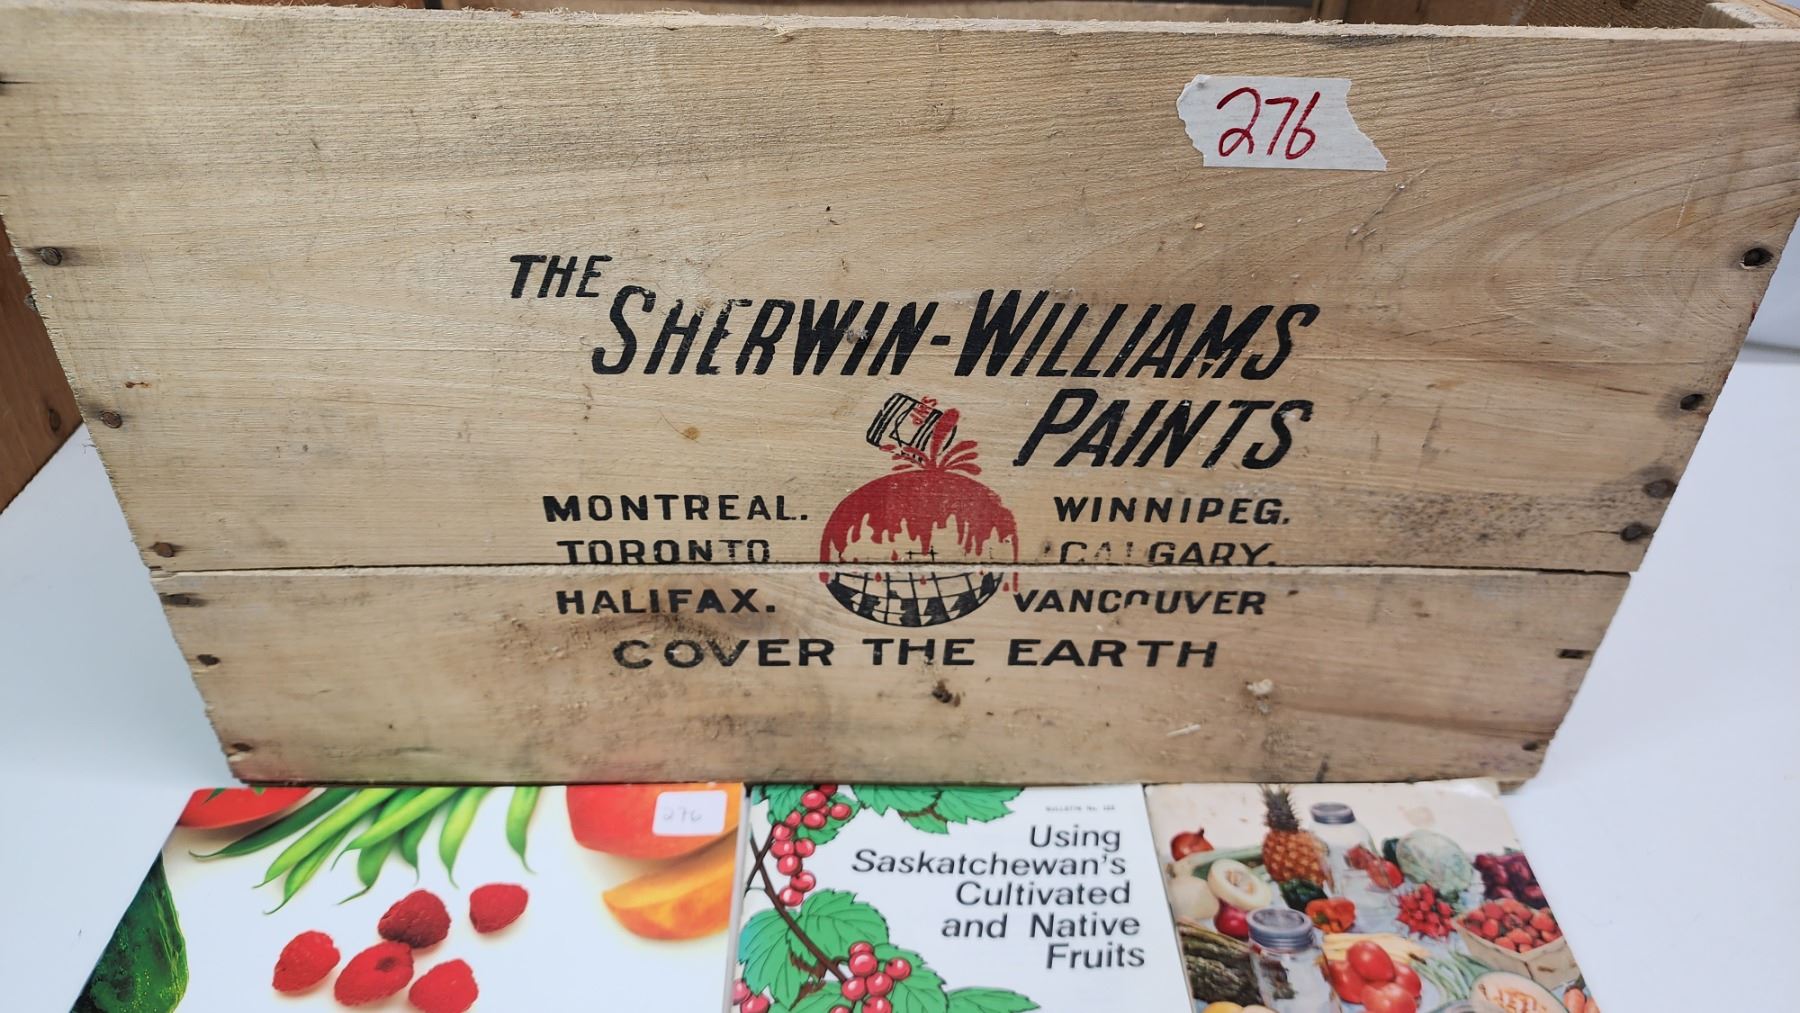 276
THE
SHERWIN-WILLIAMS
PAINTS
SWP
MONTREAL. WINNIPEG.
TORONTO CALGARY.
HALIFAX. VANCOUVER
COVER THE EARTH
276
Using
Saskatchewan's
Cultivated
and Native
Fruits